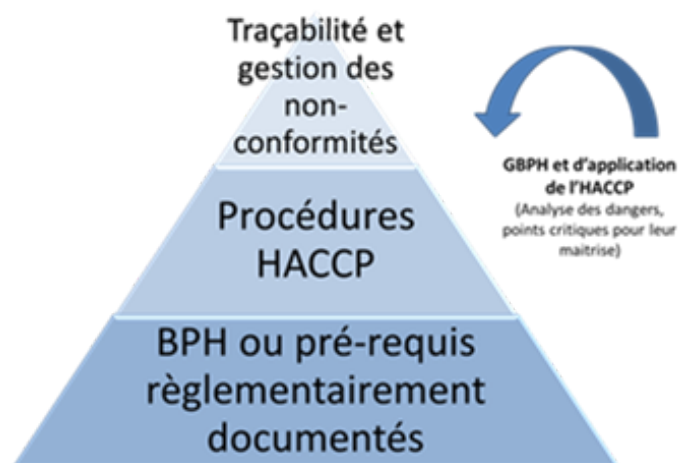 Traçabilité et
gestion des
non-
conformités
Procédures
HACCP
BPH ou pré-requis
règlementairement
documentés
GBPH et d'application
de l'HACCP
(Analyse des dangers,
points critiques pour leur
maitrise)